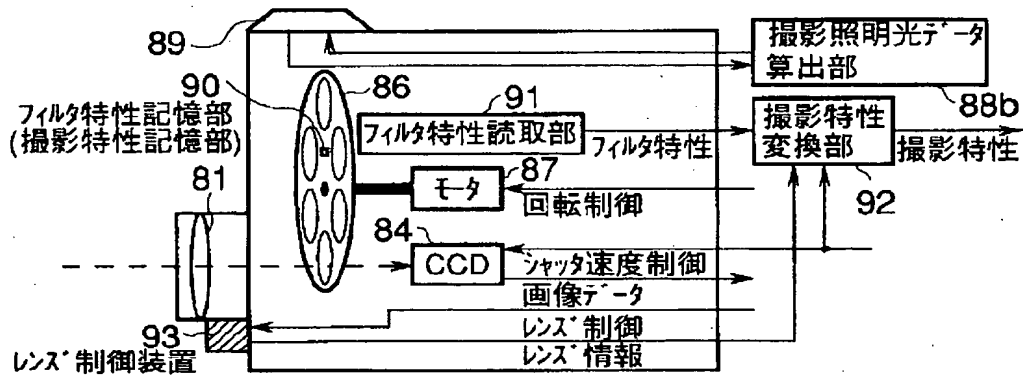 89
撮影照明光データ
算出部
88b
90
86
91
フィルタ特性記憶部
(撮影特性記憶部)
フィルタ特性読取部
フィルタ特性
撮影特性
変換部
撮影特性
92
81
モータ
87
回転制御
84
CCD
シャッタ速度制御
画像データ
93
レンズ制御
レンズ制御装置
レンズ情報